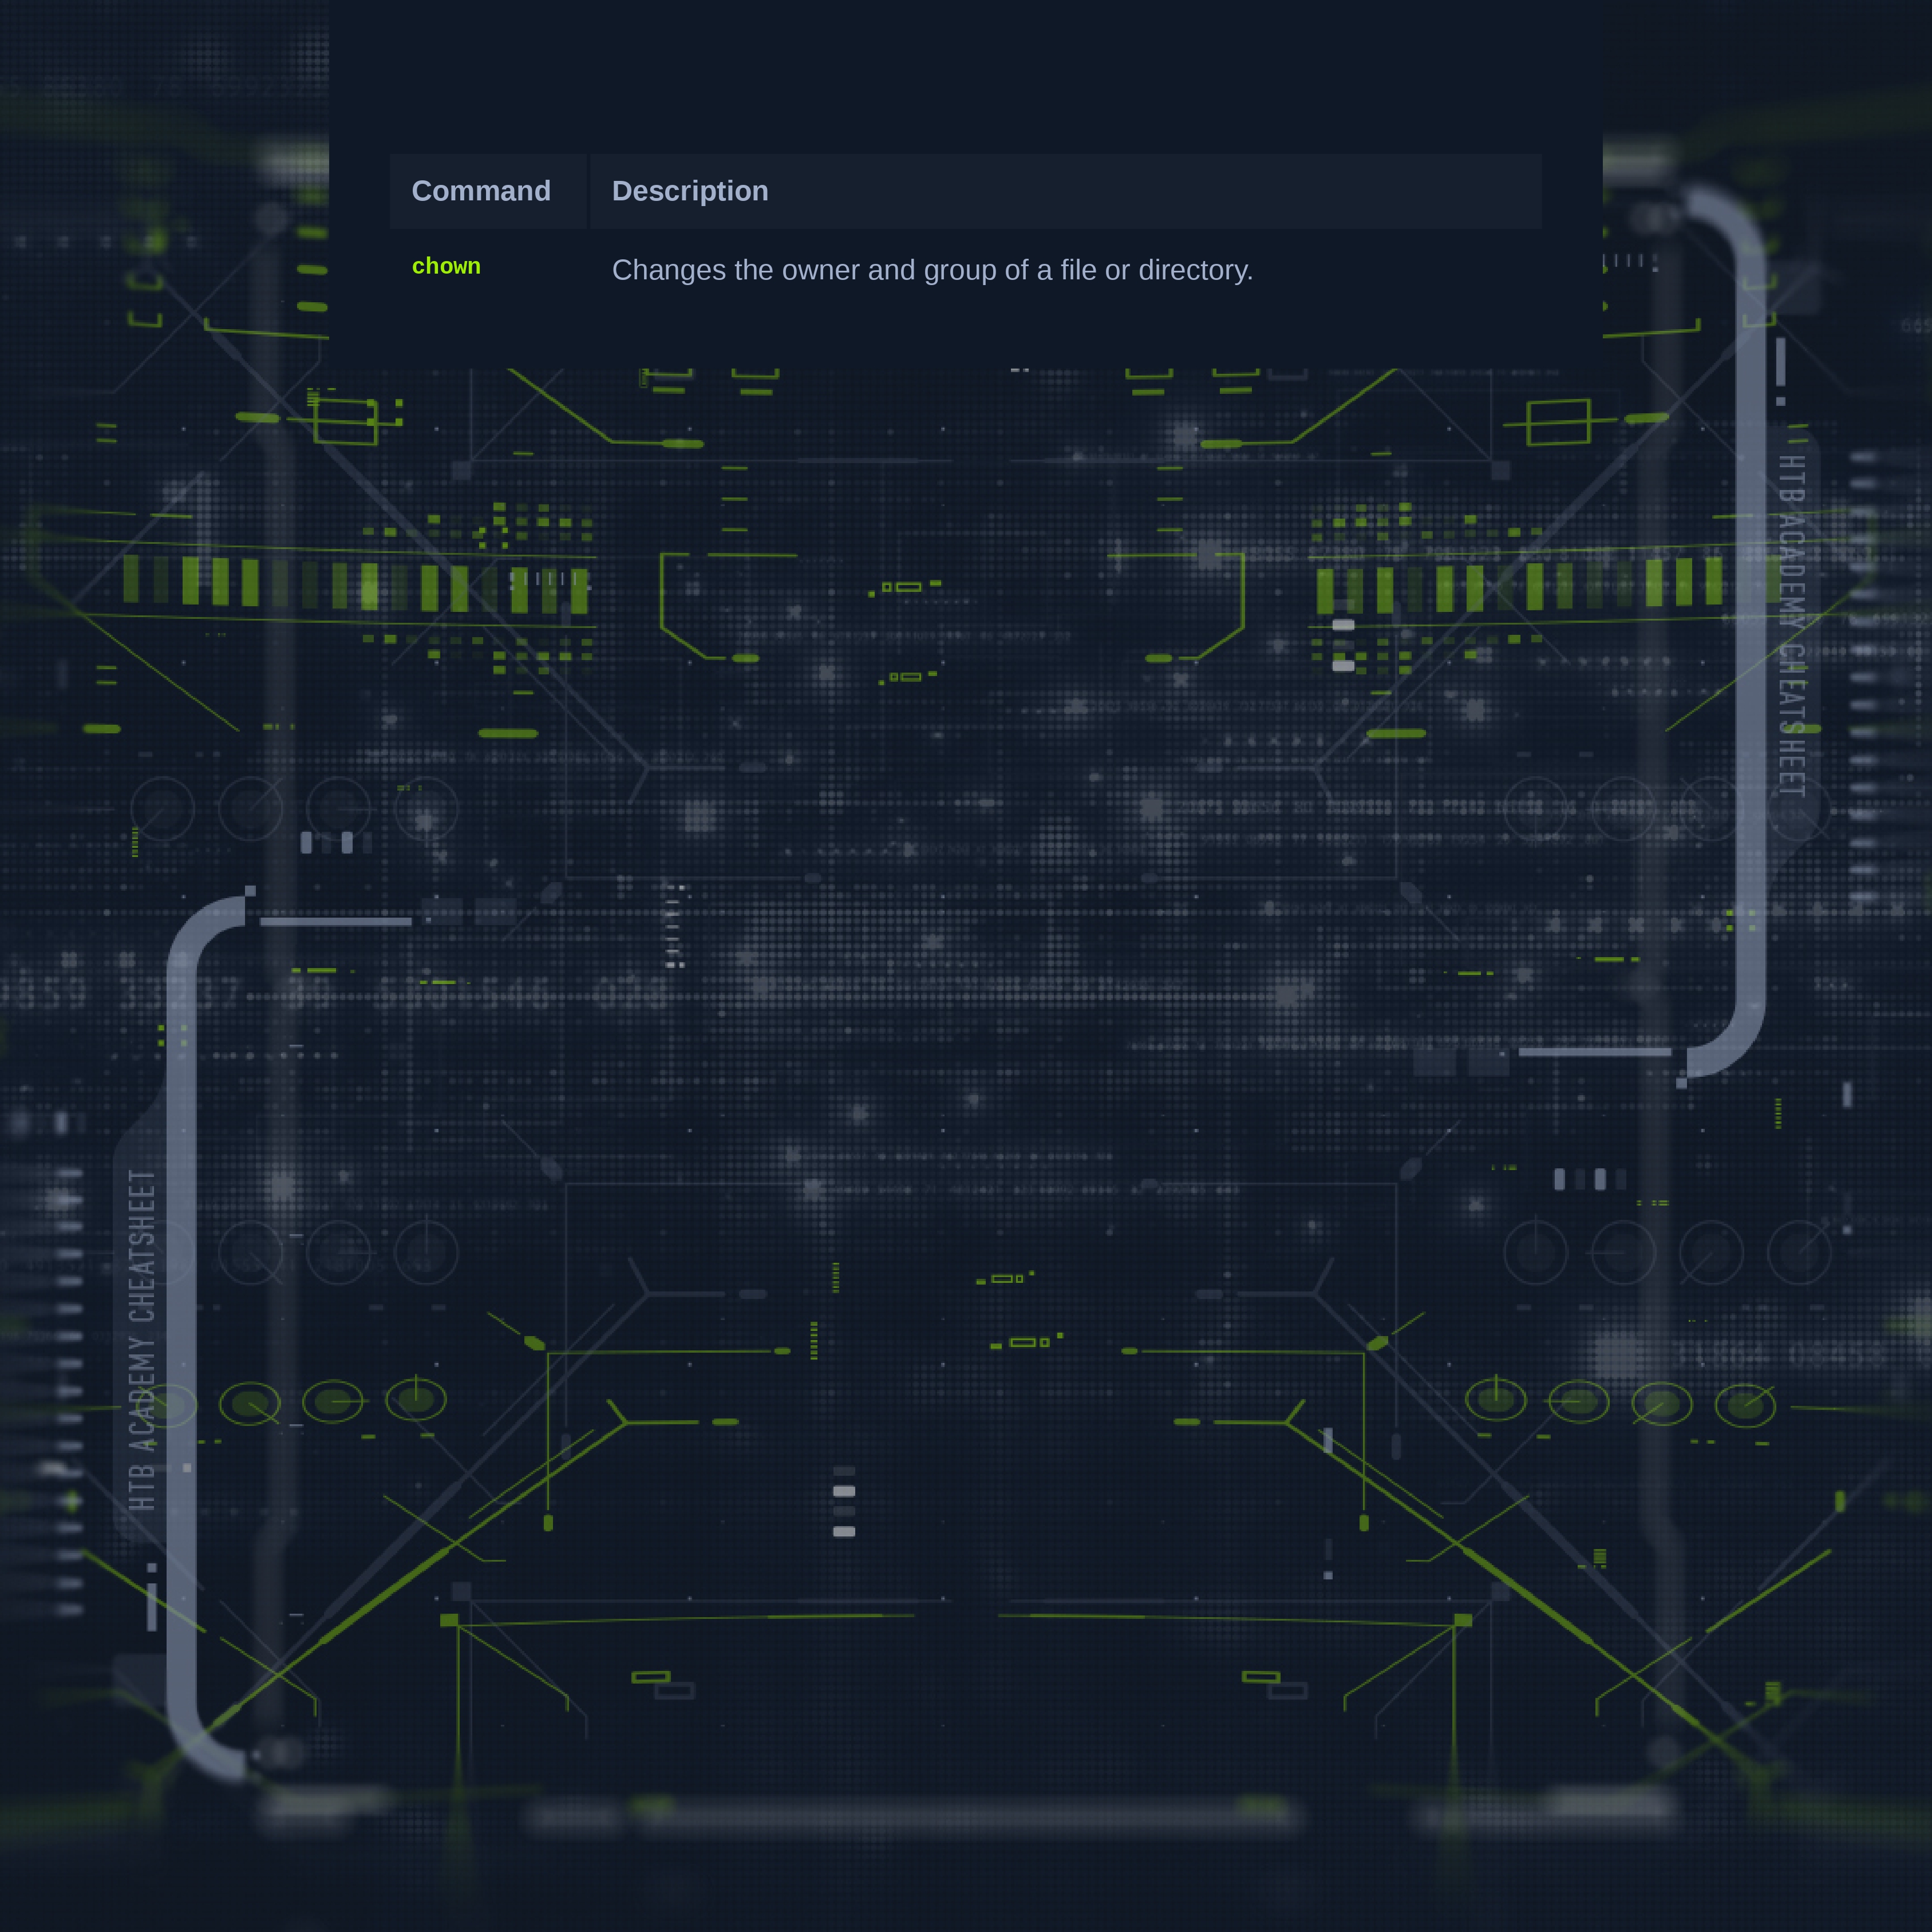 Command Description
chown Changes the owner and group of a file or directory.
HTB ACADEMY CHEATSHEET
HTB ACADEMY CHEATSHEET